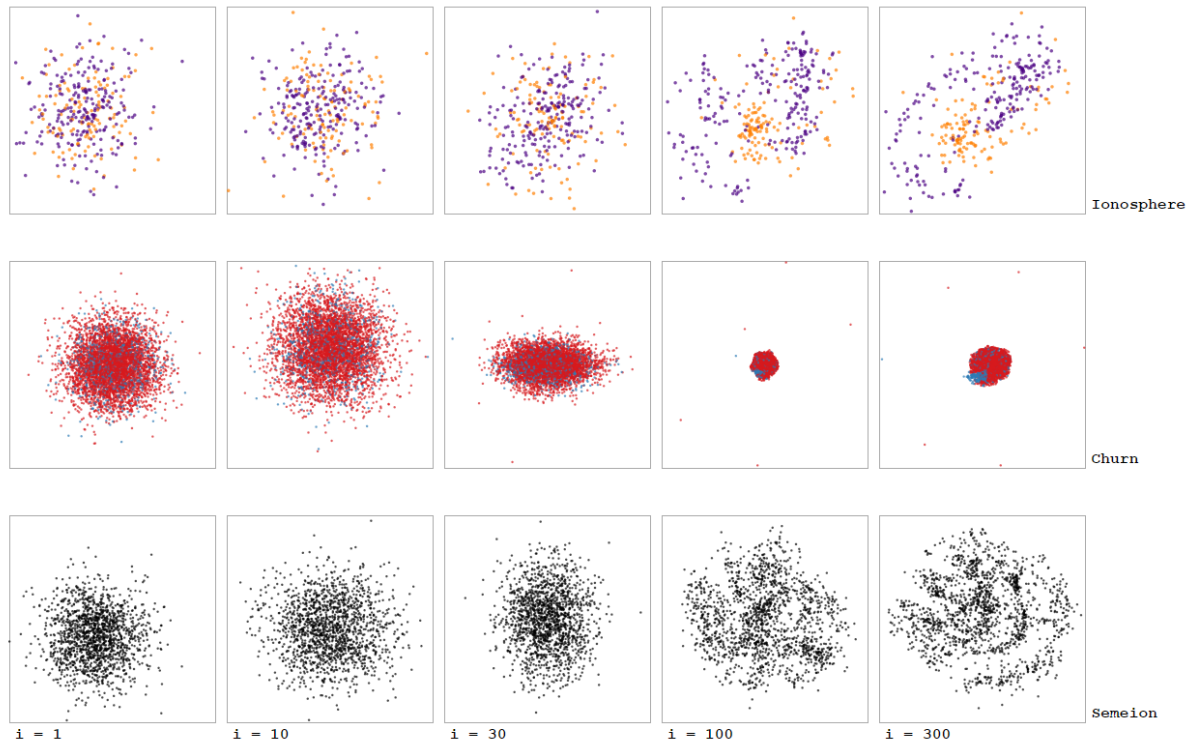 Ionosphere
Churn
Semeion
i = 1
i = 10
i = 30
i = 100
i = 300